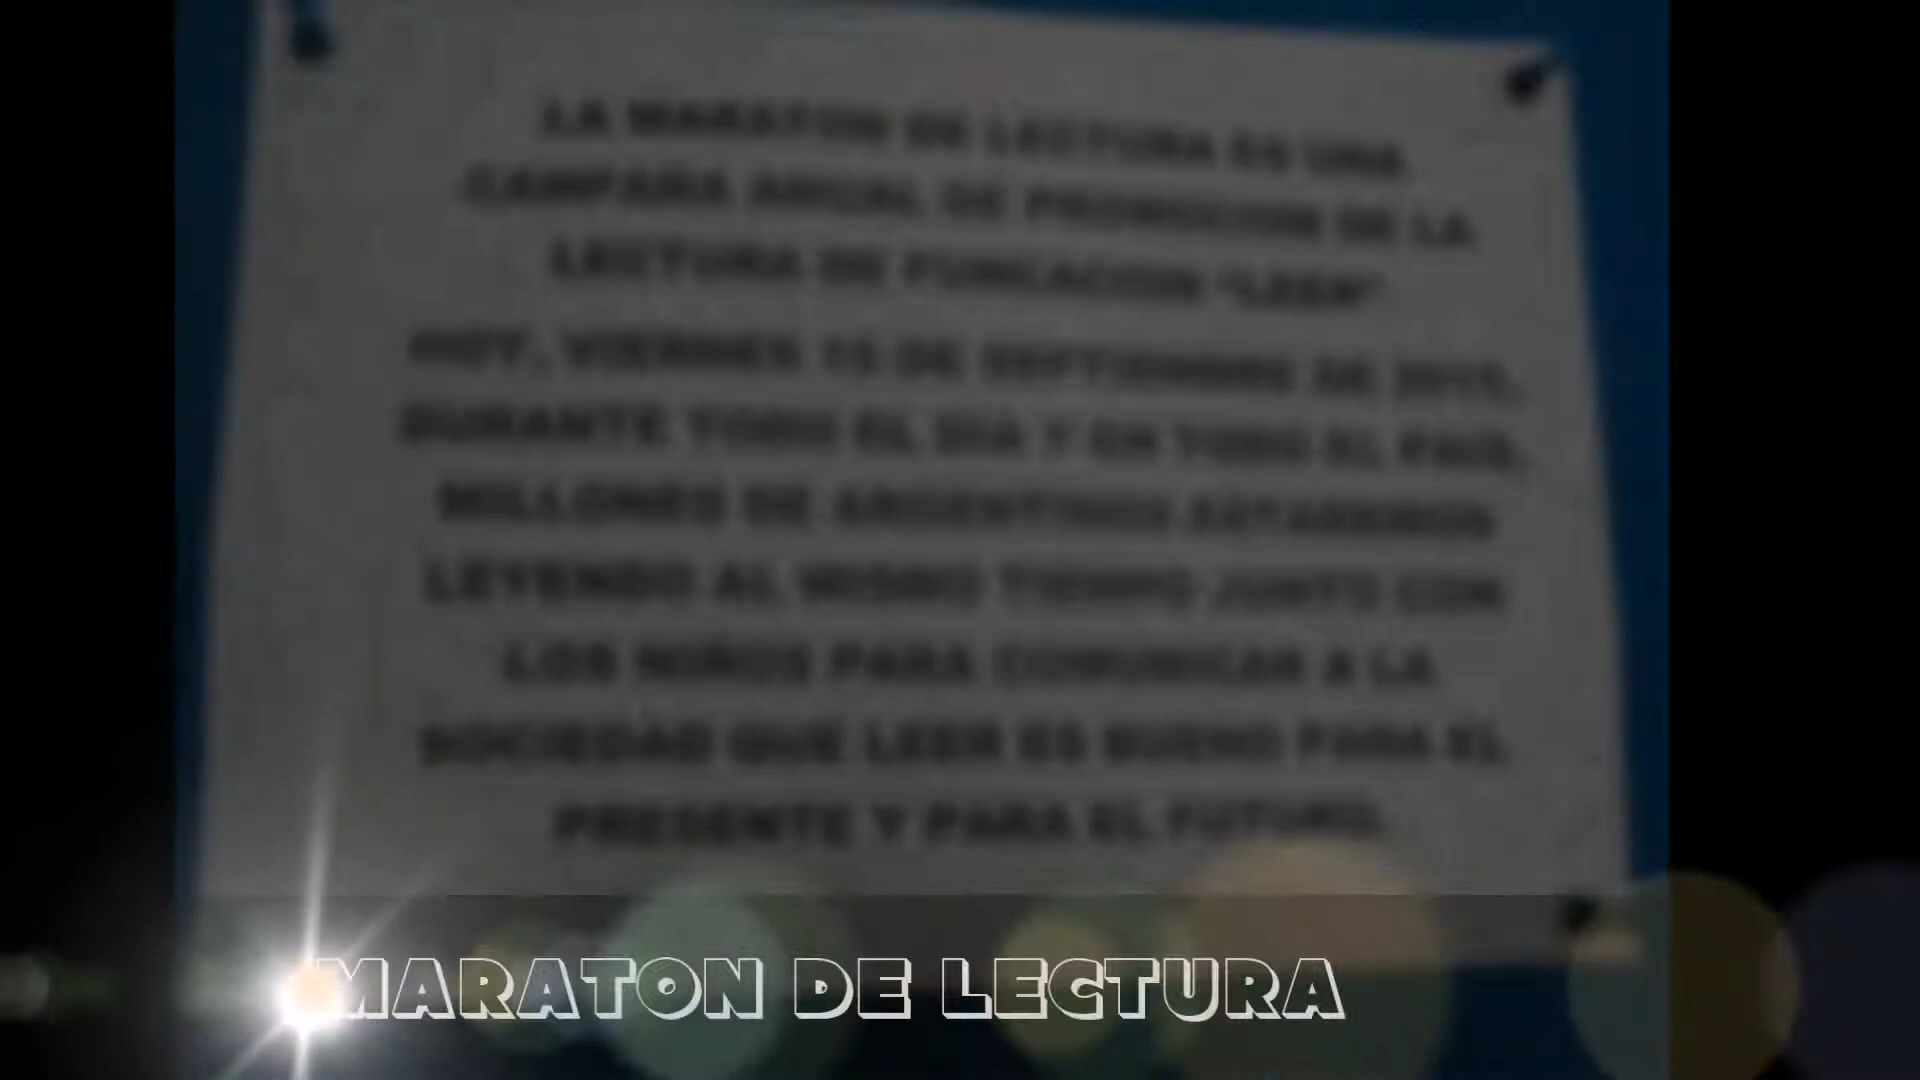 LA MARATON DE LECTURA ES UNA
CAMPAÑA ANUAL DE PROMOCION DE LA
LECTURA DE FUNCACION "LEER"
HOY, VIERNES DE SEPTIEMBRE DE
DURANTE TODO EL DIA Y EN TODO EL PAIS,
MILLONES DE ARGENTINOS ESTAREMOS
LEYENDO AL MISMO TIEMPO JUNTO CON
LOS NIÑOS PARA COMUNICAR A LA
SOCIEDAD QUE LEER ES BUENO PARA EL
PRESENTE Y PARA EL FUTURO.
MARATON DE LECTURA